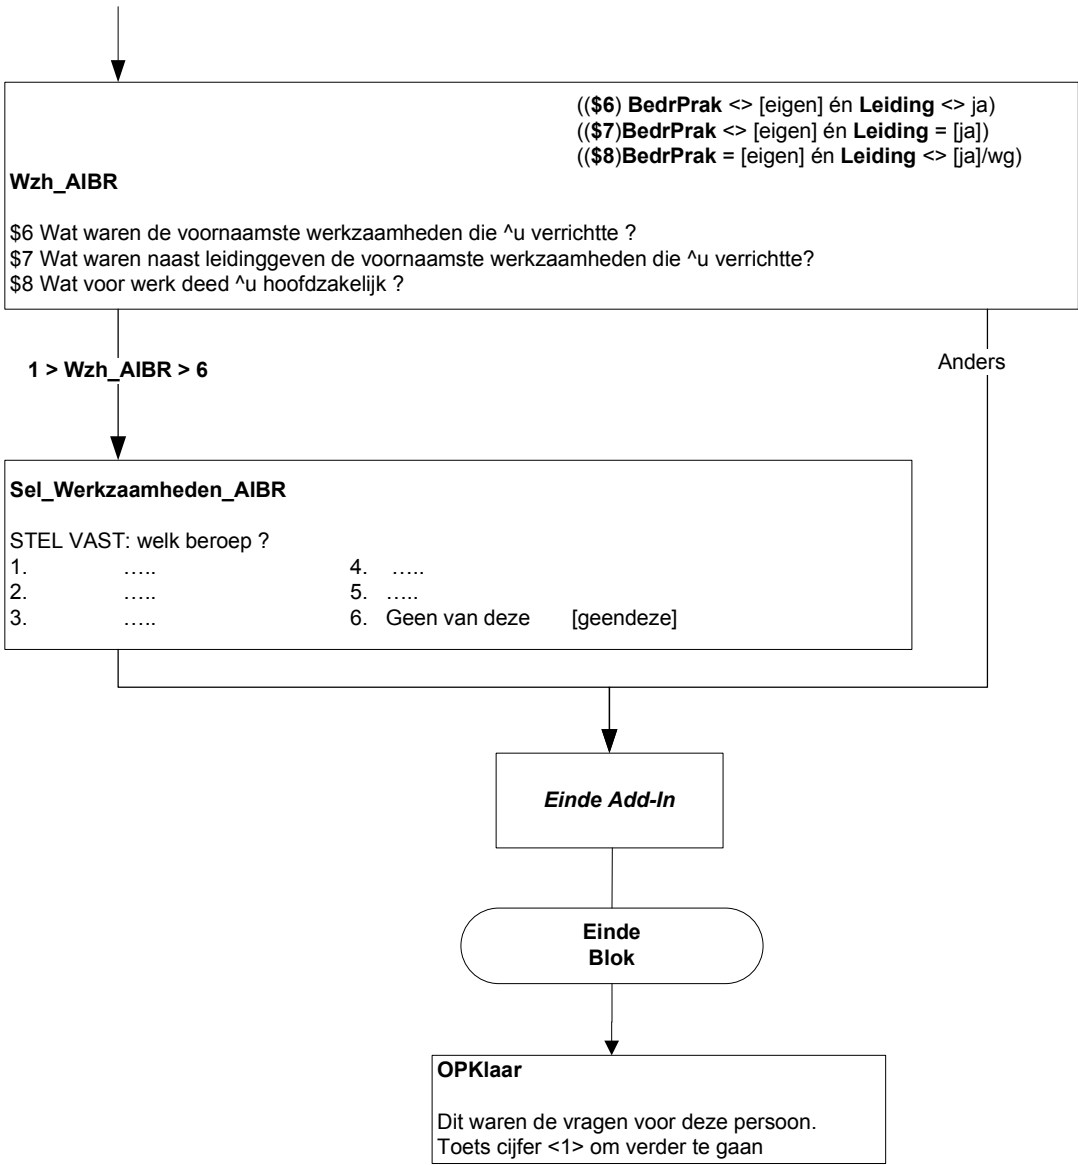 (($6) BedrPrak <> [eigen] én Leiding <> ja)
(($7)BedrPrak <> [eigen] én Leiding = [ja])
(($8)BedrPrak = [eigen] én Leiding <> [ja]/wg)
Wzh_AIBR
$6 Wat waren de voornaamste werkzaamheden die ^u verrichtte ?
$7 Wat waren naast leidinggeven de voornaamste werkzaamheden die ^u verrichtte?
$8 Wat voor werk deed ^u hoofdzakelijk ?
1 > Wzh_AIBR > 6
Anders
Sel_Werkzaamheden_AIBR
STEL VAST: welk beroep ?
1. ….. 4. …..
2. ….. 5. …..
3. ….. 6. Geen van deze [geendeze]
Einde Add-In
Einde
Blok
OPKlaar
Dit waren de vragen voor deze persoon.
Toets cijfer <1> om verder te gaan